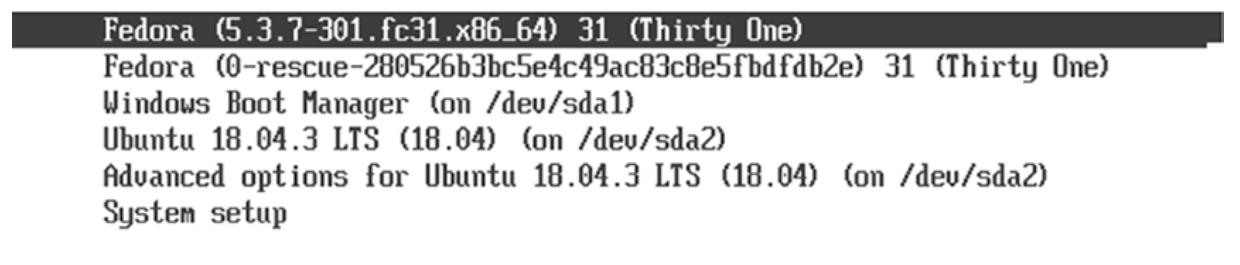 Fedora (5.3.7-301.fc31.x86_64) 31 (Thirty One)
Fedora (0-rescue-280526b3bc5e4c49ac83c8e5fbdfdb2e) 31 (Thirty One)
Windows Boot Manager (on /dev/sda1)
Ubuntu 18.04.3 LTS (18.04) (on /dev/sda2)
Advanced options for Ubuntu 18.04.3 LTS (18.04) (on /dev/sda2)
System setup